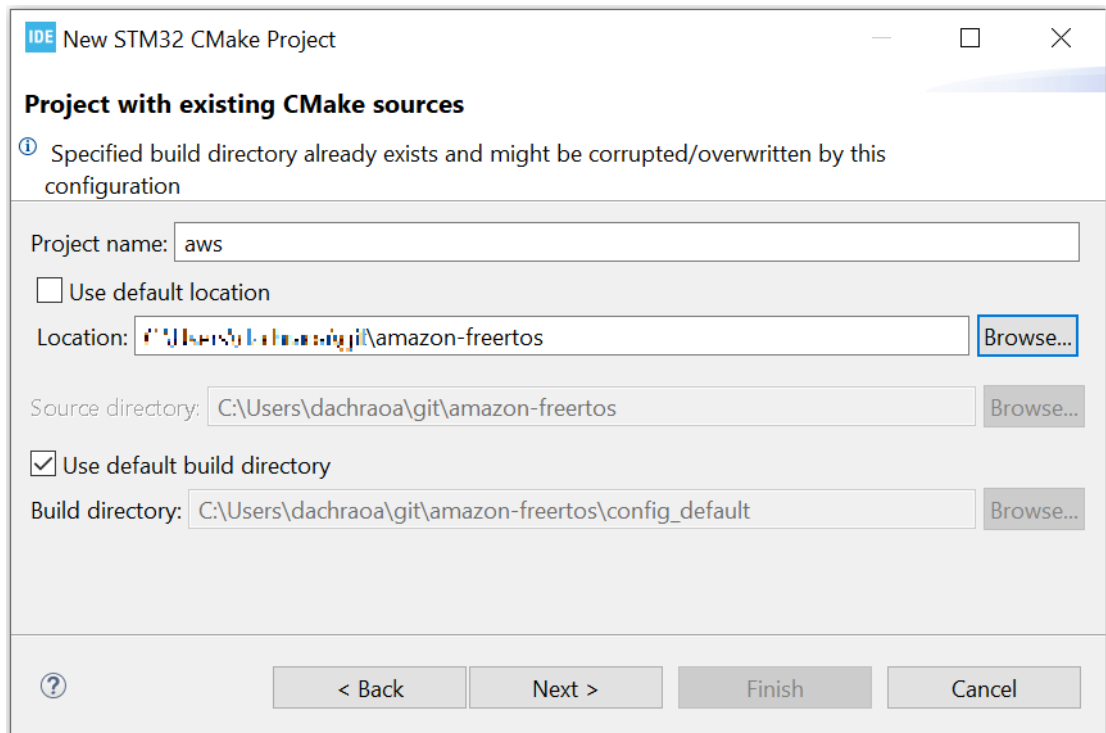 IDE New STM32 CMake Project
Project with existing CMake sources
Specified build directory already exists and might be corrupted/overwritten by this
configuration
Project name: aws
Use default location
Location: \amazon-freertos Browse...
Source directory: C:\Users\dachraoa\git\amazon-freertos Browse...
Use default build directory
Build directory: C:\Users\dachraoa\git\amazon-freertos\config_default Browse...
? < Back Next > Finish Cancel